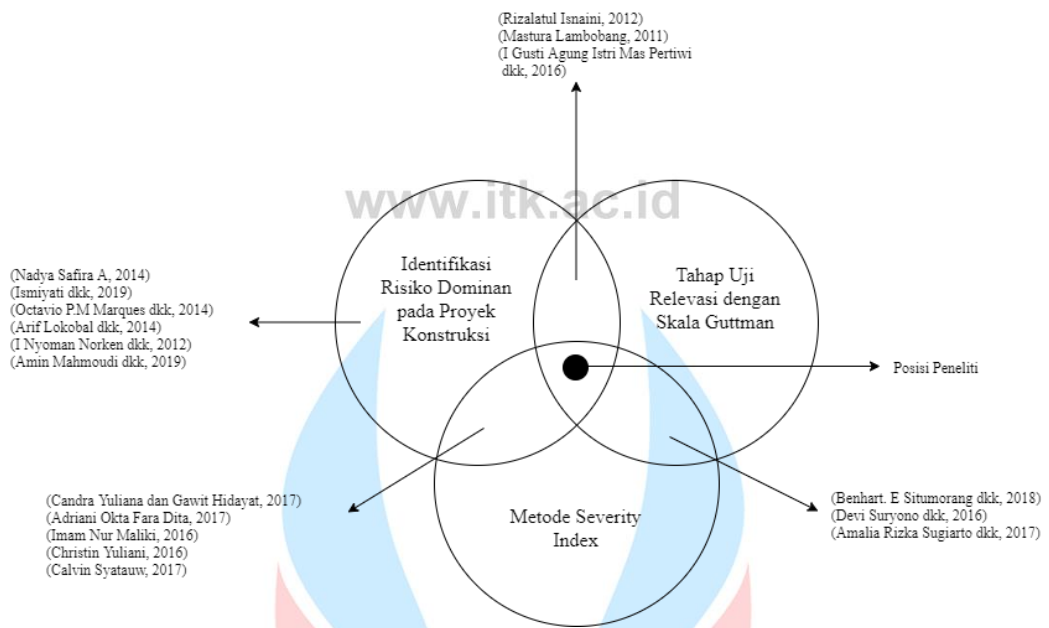 (Rizalatul Isnaini, 2012)
(Mastura Lambobang, 2011)
(I Gusti Agung Istri Mas Pertiwi
dkk, 2016)
www.itk.ac.id
Identifikasi
Risiko Dominan
pada Proyek
Konstruksi
Tahap Uji
Relevasi dengan
Skala Guttman
(Nadya Safira A, 2014)
(Ismiyati dkk, 2019)
(Octavio P.M Marques dkk, 2014)
(Arif Lokobal dkk, 2014)
(I Nyoman Norken dkk, 2012)
(Amin Mahmoudi dkk, 2019)
Posisi Peneliti
(Candra Yuliana dan Gawit Hidayat, 2017)
(Adriani Okta Fara Dita, 2017)
(Imam Nur Maliki, 2016)
(Christin Yuliani, 2016)
(Calvin Syatauw, 2017)
Metode Severity
Index
(Benhart. E Situmorang dkk, 2018)
(Devi Suryono dkk, 2016)
(Amalia Rizka Sugiarto dkk, 2017)